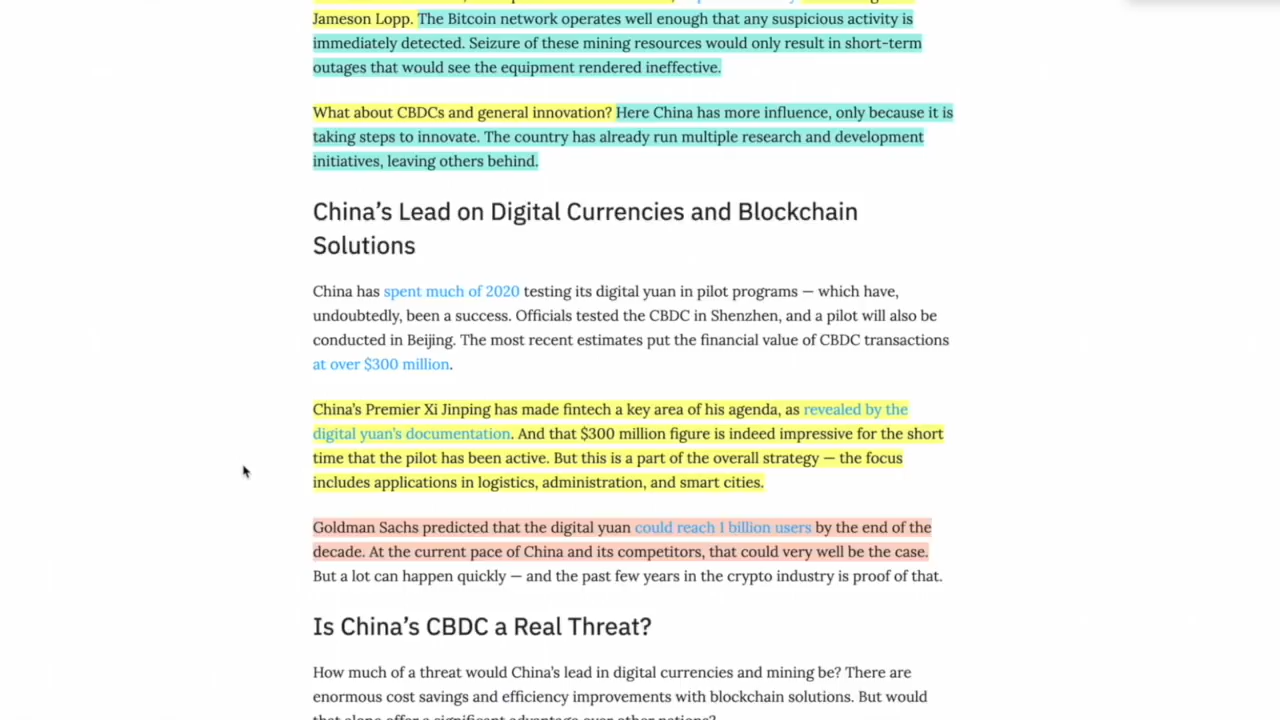 Jameson Lopp. The Bitcoin network operates well enough that any suspicious activity is
immediately detected. Seizure of these mining resources would only result in short-term
outages that would see the equipment rendered ineffective.
What about CBDCs and general innovation? Here China has more influence, only because it is
taking steps to innovate. The country has already run multiple research and development
initiatives, leaving others behind.
China's Lead on Digital Currencies and Blockchain
Solutions
China has spent much of 2020 testing its digital yuan in pilot programs — which have,
undoubtedly, been a success. Officials tested the CBDC in Shenzhen, and a pilot will also be
conducted in Beijing. The most recent estimates put the financial value of CBDC transactions
at over $300 million.
China's Premier Xi Jinping has made fintech a key area of his agenda, as revealed by the
digital yuan's documentation. And that $300 million figure is indeed impressive for the short
time that the pilot has been active. But this is a part of the overall strategy — the focus
includes applications in logistics, administration, and smart cities.
Goldman Sachs predicted that the digital yuan could reach 1 billion users by the end of the
decade. At the current pace of China and its competitors, that could very well be the case.
But a lot can happen quickly — and the past few years in the crypto industry is proof of that.
Is China's CBDC a Real Threat?
How much of a threat would China's lead in digital currencies and mining be? There are
enormous cost savings and efficiency improvements with blockchain solutions. But would
that alone offer a significant advantage over other nations?